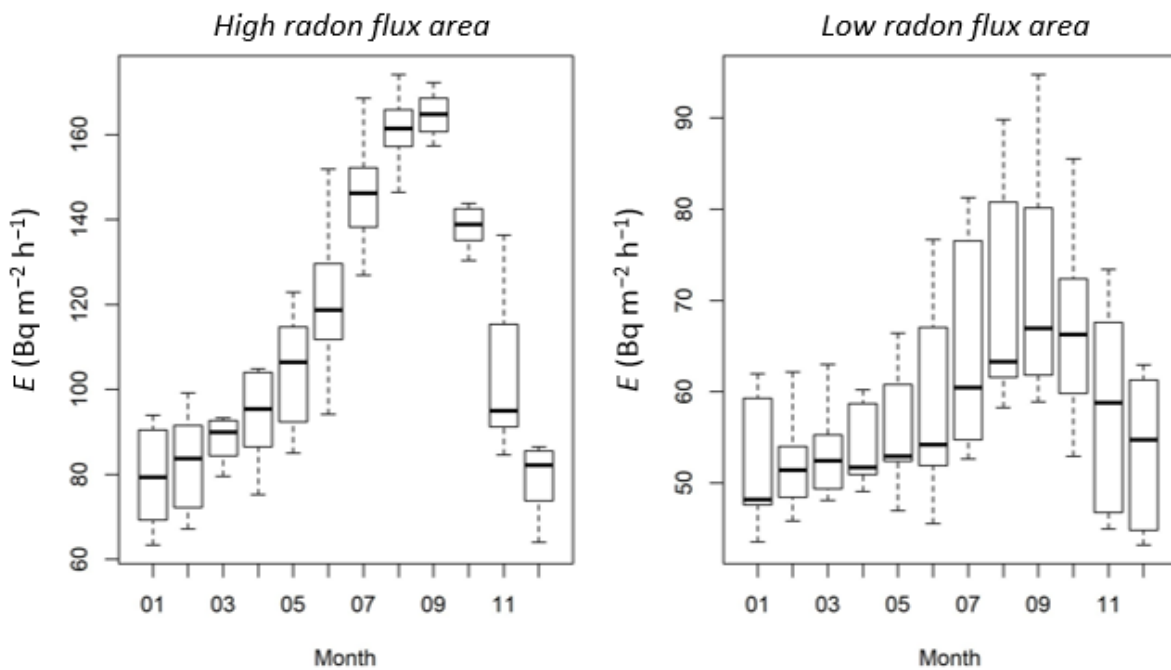 High radon flux area
E (Bq m⁻² h⁻¹)
160
140
120
100
80
60
01 03 05 07 09 11
Month
Low radon flux area
E (Bq m⁻² h⁻¹)
90
80
70
60
50
01 03 05 07 09 11
Month